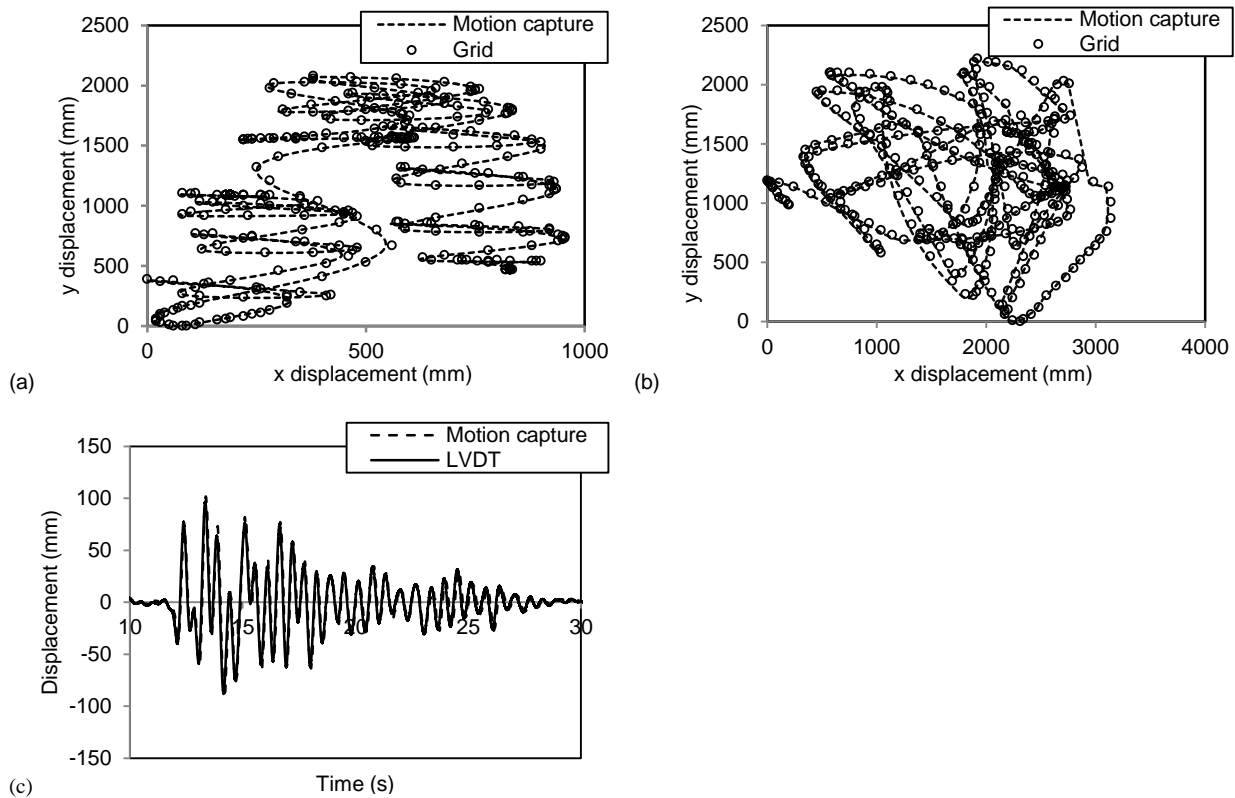 2500
2000
1500
1000
500
0
y displacement (mm)
0
500
1000
x displacement (mm)
Motion capture
Grid
(a)
2500
2000
1500
1000
500
0
y displacement (mm)
0
1000
2000
3000
4000
x displacement (mm)
Motion capture
Grid
(b)
150
100
50
0
-50
-100
-150
Displacement (mm)
10
15
20
25
30
Time (s)
Motion capture
LVDT
(c)